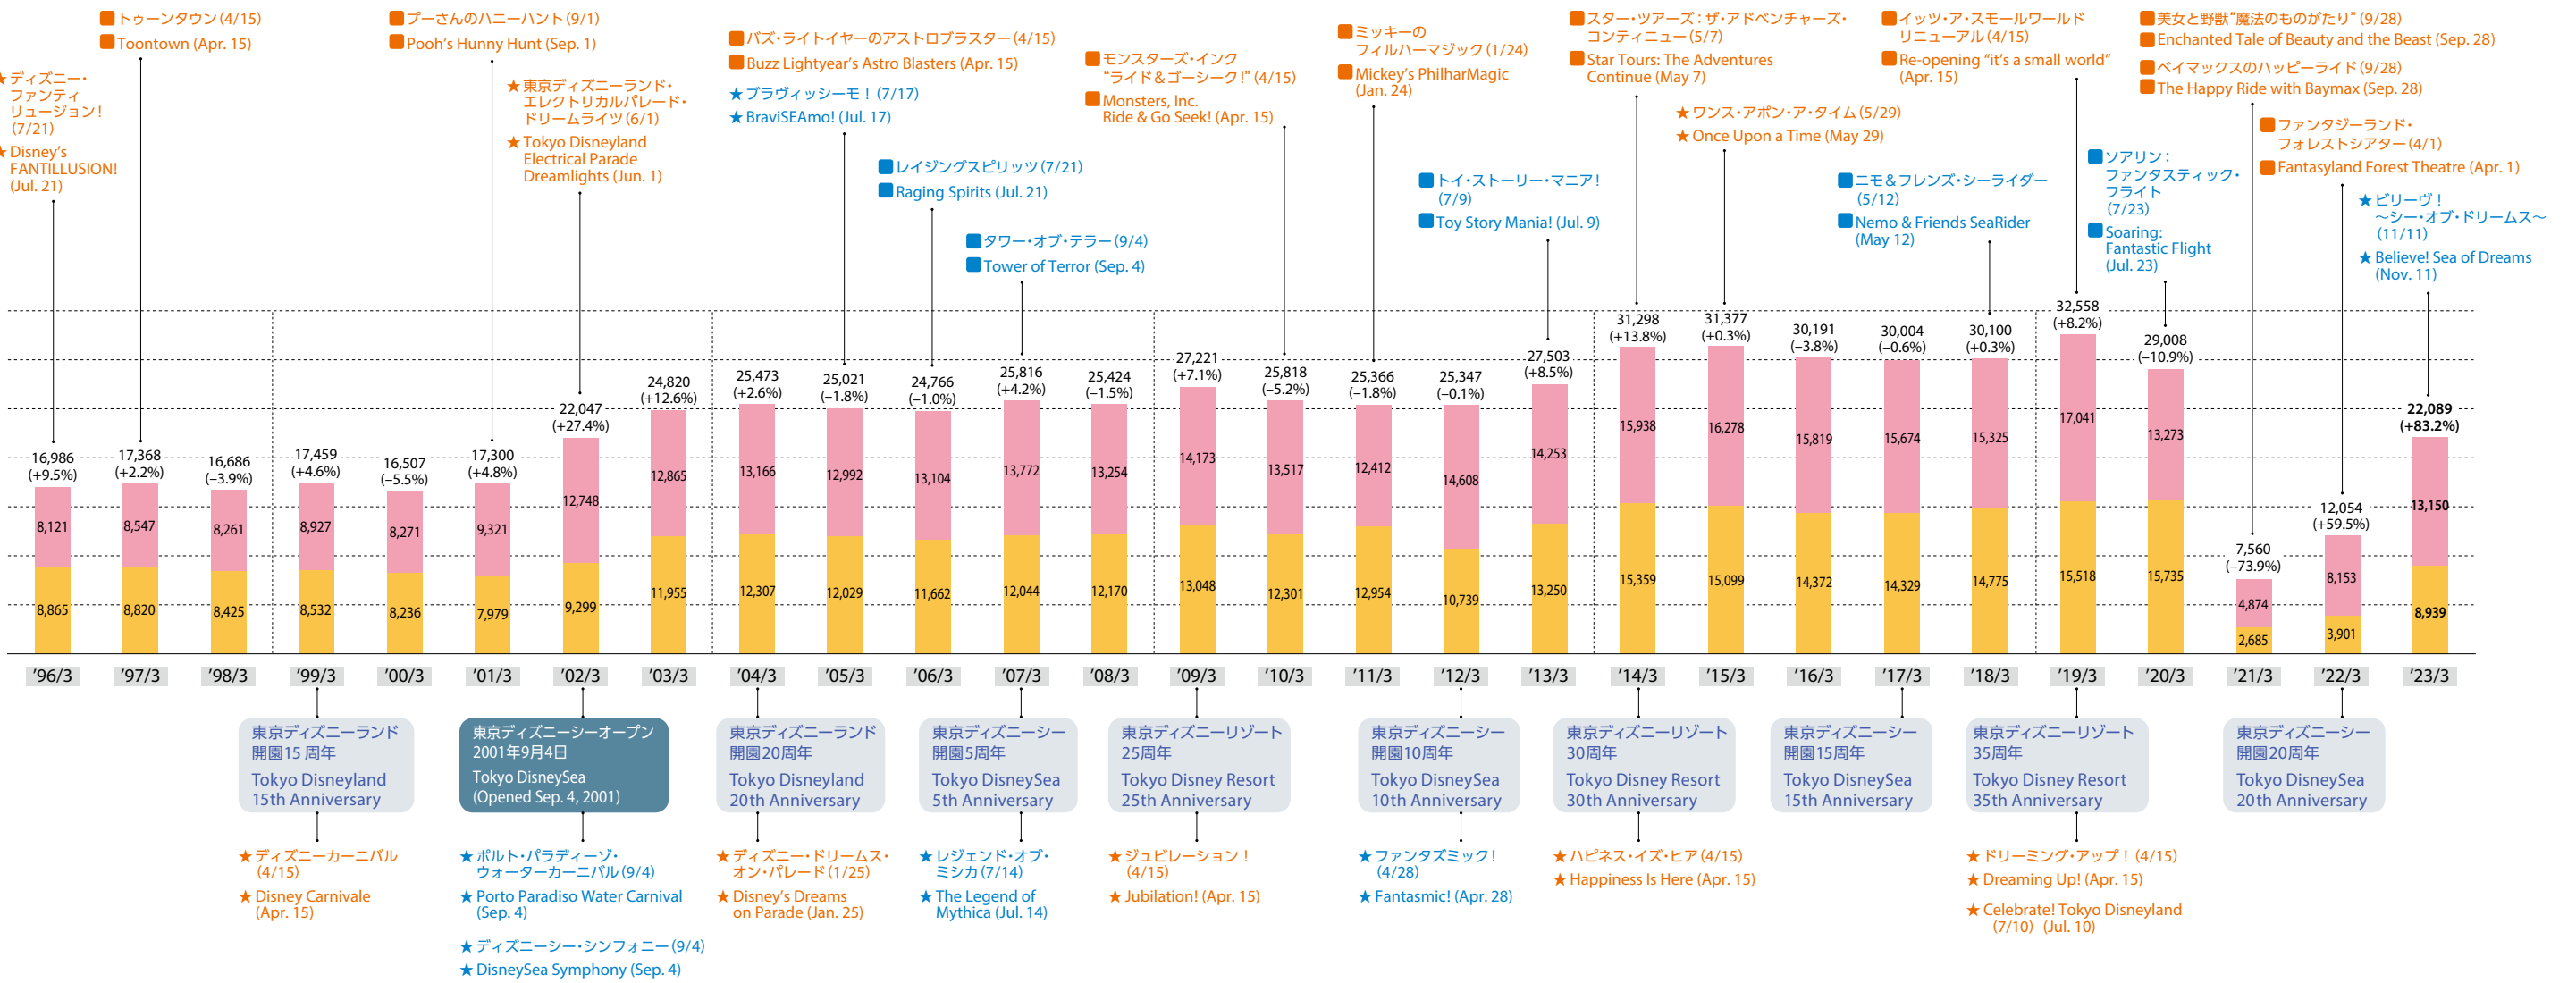 ■トゥーンタウン(4/15)
■Toontown (Apr. 15)
★ディズニー・
ファンティ
リュージョン!
(7/21)
★Disney's
FANTILLUSION!
(Jul. 21)
■プーさんのハニーハント(9/1)
■Pooh's Hunny Hunt (Sep. 1)
★東京ディズニーランド・
エレクトリカルパレード・
ドリームライツ(6/1)
★Tokyo Disneyland
Electrical Parade
Dreamlights (Jun. 1)
■バズ・ライトイヤーのアストロブラスター(4/15)
■Buzz Lightyear's Astro Blasters (Apr. 15)
★ブラヴィッシーモ!(7/17)
★BraviSEAmo! (Jul. 17)
■レイジングスピリッツ(7/21)
■Raging Spirits (Jul. 21)
■タワー・オブ・テラー(9/4)
■Tower of Terror (Sep. 4)
■モンスターズ・インク
“ライド&ゴーシーク!”(4/15)
■Monsters, Inc.
Ride & Go Seek! (Apr. 15)
■ミッキーの
フィルハーマジック(1/24)
■Mickey's PhilharMagic
(Jan. 24)
■トイ・ストーリー・マニア!
(7/9)
■Toy Story Mania! (Jul. 9)
■スター・ツアーズ:ザ・アドベンチャーズ・
コンティニュー(5/7)
■Star Tours: The Adventures
Continue (May 7)
★ワンス・アポン・ア・タイム(5/29)
★Once Upon a Time (May 29)
■ニモ&フレンズ・シーライダー
(5/12)
■Nemo & Friends SeaRider
(May 12)
■イッツ・ア・スモールワールド
リニューアル(4/15)
■Re-opening “it's a small world”
(Apr. 15)
■ソアリン:
ファンタスティック・
フライト
(7/23)
■Soaring:
Fantastic Flight
(Jul. 23)
■美女と野獣“魔法のものがたり”(9/28)
■Enchanted Tale of Beauty and the Beast (Sep. 28)
■ベイマックスのハッピーライド(9/28)
■The Happy Ride with Baymax (Sep. 28)
■ファンタジーランド・
フォレストシアター(4/1)
■Fantasyland Forest Theatre (Apr. 1)
★ビリーヴ!
〜シー・オブ・ドリームス〜
(11/11)
★Believe! Sea of Dreams
(Nov. 11)
16,986
(+9.5%)
8,121
8,865
17,368
(+2.2%)
8,547
8,820
16,686
(–3.9%)
8,261
8,425
17,459
(+4.6%)
8,927
8,532
16,507
(–5.5%)
8,271
8,236
17,300
(+4.8%)
9,321
7,979
22,047
(+27.4%)
12,748
9,299
24,820
(+12.6%)
12,865
11,955
25,473
(+2.6%)
13,166
12,307
25,021
(–1.8%)
12,992
12,029
24,766
(–1.0%)
13,104
11,662
25,816
(+4.2%)
13,772
12,044
25,424
(–1.5%)
13,254
12,170
27,221
(+7.1%)
14,173
13,048
25,818
(–5.2%)
13,517
12,301
25,366
(–1.8%)
12,412
12,954
25,347
(–0.1%)
14,608
10,739
27,503
(+8.5%)
14,253
13,250
31,298
(+13.8%)
15,938
15,359
31,377
(+0.3%)
16,278
15,099
30,191
(–3.8%)
15,819
14,372
30,004
(–0.6%)
15,674
14,329
30,100
(+0.3%)
15,325
14,775
32,558
(+8.2%)
17,041
15,518
29,008
(–10.9%)
13,273
15,735
7,560
(–73.9%)
4,874
2,685
12,054
(+59.5%)
8,153
3,901
22,089
(+83.2%)
13,150
8,939
’96/3 ’97/3 ’98/3 ’99/3 ’00/3 ’01/3 ’02/3 ’03/3 ’04/3 ’05/3 ’06/3 ’07/3 ’08/3 ’09/3 ’10/3 ’11/3 ’12/3 ’13/3 ’14/3 ’15/3 ’16/3 ’17/3 ’18/3 ’19/3 ’20/3 ’21/3 ’22/3 ’23/3
東京ディズニーランド
開園15周年
Tokyo Disneyland
15th Anniversary
★ディズニーカーニバル
(4/15)
★Disney Carnivale
(Apr. 15)
東京ディズニーシーオープン
2001年9月4日
Tokyo DisneySea
(Opened Sep. 4, 2001)
★ポルト・パラディーゾ・
ウォーターカーニバル(9/4)
★Porto Paradiso Water Carnival
(Sep. 4)
★ディズニーシー・シンフォニー(9/4)
★DisneySea Symphony (Sep. 4)
東京ディズニーランド
開園20周年
Tokyo Disneyland
20th Anniversary
★ディズニー・ドリームス・
オン・パレード(1/25)
★Disney's Dreams
on Parade (Jan. 25)
東京ディズニーシー
開園5周年
Tokyo DisneySea
5th Anniversary
★レジェンド・オブ・
ミシカ(7/14)
★The Legend of
Mythica (Jul. 14)
東京ディズニーリゾート
25周年
Tokyo Disney Resort
25th Anniversary
★ジュビレーション!
(4/15)
★Jubilation! (Apr. 15)
東京ディズニーシー
開園10周年
Tokyo DisneySea
10th Anniversary
★ファンタズミック!
(4/28)
★Fantasmic! (Apr. 28)
東京ディズニーリゾート
30周年
Tokyo Disney Resort
30th Anniversary
★ハピネス・イズ・ヒア(4/15)
★Happiness Is Here (Apr. 15)
東京ディズニーシー
開園15周年
Tokyo DisneySea
15th Anniversary
東京ディズニーリゾート
35周年
Tokyo Disney Resort
35th Anniversary
★ドリーミング・アップ!(4/15)
★Dreaming Up! (Apr. 15)
★Celebrate! Tokyo Disneyland
(7/10) (Jul. 10)
東京ディズニーシー
開園20周年
Tokyo DisneySea
20th Anniversary